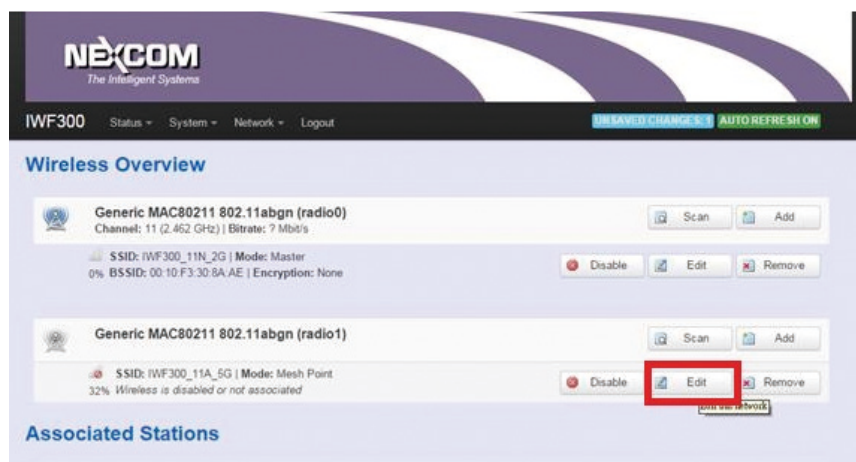 NEXCOM
The Intelligent Systems
IWF300 Status System Network Logout UNSAVED CHANGES: 1 AUTO REFRESH ON
Wireless Overview
Generic MAC80211 802.11abgn (radio0)
Channel: 11 (2.462 GHz) | Bitrate: ? Mbit/s
Scan Add
SSID: IWF300_11N_2G | Mode: Master
0% BSSID: 00:10:F3:30:8A:AE | Encryption: None
Disable Edit Remove
Generic MAC80211 802.11abgn (radio1)
Scan Add
SSID: IWF300_11A_5G | Mode: Mesh Point
32% Wireless is disabled or not associated
Disable Edit Remove
Edit this network
Associated Stations